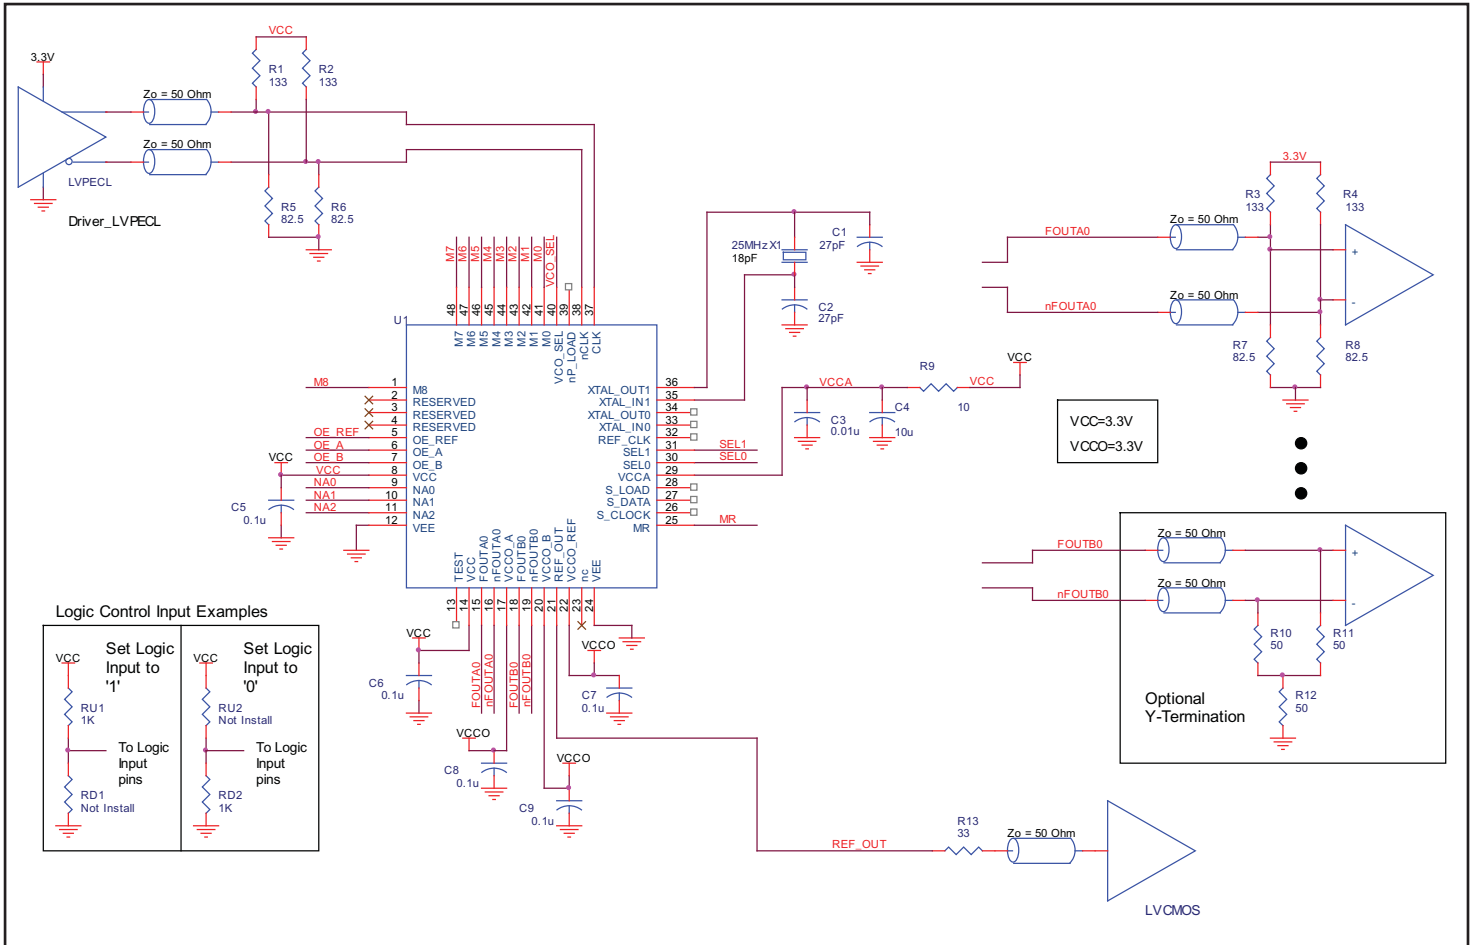 VCC
3.3V
R1
133
R2
133
Zo = 50 Ohm
Zo = 50 Ohm
LVPECL
Driver_LVPECL
R5
82.5
R6
82.5
M7
M6
M5
M4
M3
M2
M1
M0
VCO_SEL
48
47
46
45
44
43
42
41
40
39
38
37
U1
M7
M6
M5
M4
M3
M2
M1
M0
VCO_SEL
nP_LOAD
nCLK
CLK
25MHz X1
18pF
C1
27pF
C2
27pF
M8
OE_REF
OE_A
OE_B
VCC
VCC
NA0
NA1
NA2
C5
0.1u
1
2
3
4
5
6
7
8
9
10
11
12
M8
RESERVED
RESERVED
RESERVED
OE_REF
OE_A
OE_B
VCC
NA0
NA1
NA2
VEE
XTAL_OUT1
XTAL_IN1
XTAL_OUT0
XTAL_IN0
REF_CLK
SEL1
SEL0
VCCA
S_LOAD
S_DATA
S_CLOCK
MR
36
35
34
33
32
31
30
29
28
27
26
25
SEL1
SEL0
MR
VCCA
C3
0.01u
C4
10u
R9
10
VCC
VCC
TEST
VCC
FOUTA0
nFOUTA0
VCCO_A
FOUTB0
nFOUTB0
VCCO_B
REF_OUT
VCCO_REF
nc
VEE
13
14
15
16
17
18
19
20
21
22
23
24
VCC
C6
0.1u
FOUTA0
nFOUTA0
FOUTB0
nFOUTB0
VCCO
C7
0.1u
VCCO
C8
0.1u
VCCO
C9
0.1u
3.3V
R3
133
R4
133
FOUTA0
Zo = 50 Ohm
+
nFOUTA0
Zo = 50 Ohm
-
R7
82.5
R8
82.5
VCC=3.3V
VCCO=3.3V
FOUTB0
Zo = 50 Ohm
+
nFOUTB0
Zo = 50 Ohm
-
R10
50
R11
50
R12
50
Optional
Y-Termination
Logic Control Input Examples
VCC
Set Logic
Input to
'1'
RU1
1K
To Logic
Input
pins
RD1
Not Install
VCC
Set Logic
Input to
'0'
RU2
Not Install
To Logic
Input
pins
RD2
1K
REF_OUT
R13
33
Zo = 50 Ohm
LVCMOS